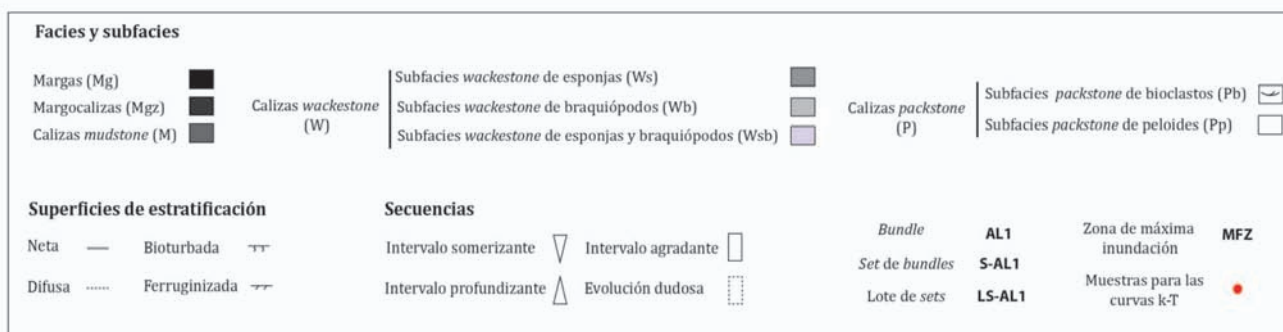 Facies y subfacies
Margas (Mg)
Margocalizas (Mgz)
Calizas mudstone (M)
Calizas wackestone
(W)
Subfacies wackestone de esponjas (Ws)
Subfacies wackestone de braquiópodos (Wb)
Subfacies wackestone de esponjas y braquiópodos (Wsb)
Calizas packstone
(P)
Subfacies packstone de bioclastos (Pb)
Subfacies packstone de peloides (Pp)
Superficies de estratificación
Neta
Bioturbada
Difusa
Ferruginizada
Secuencias
Intervalo somerizante
Intervalo agradante
Intervalo profundizante
Evolución dudosa
Bundle AL1
Set de bundles S-AL1
Lote de sets LS-AL1
Zona de máxima
inundación
MFZ
Muestras para las
curvas k-T